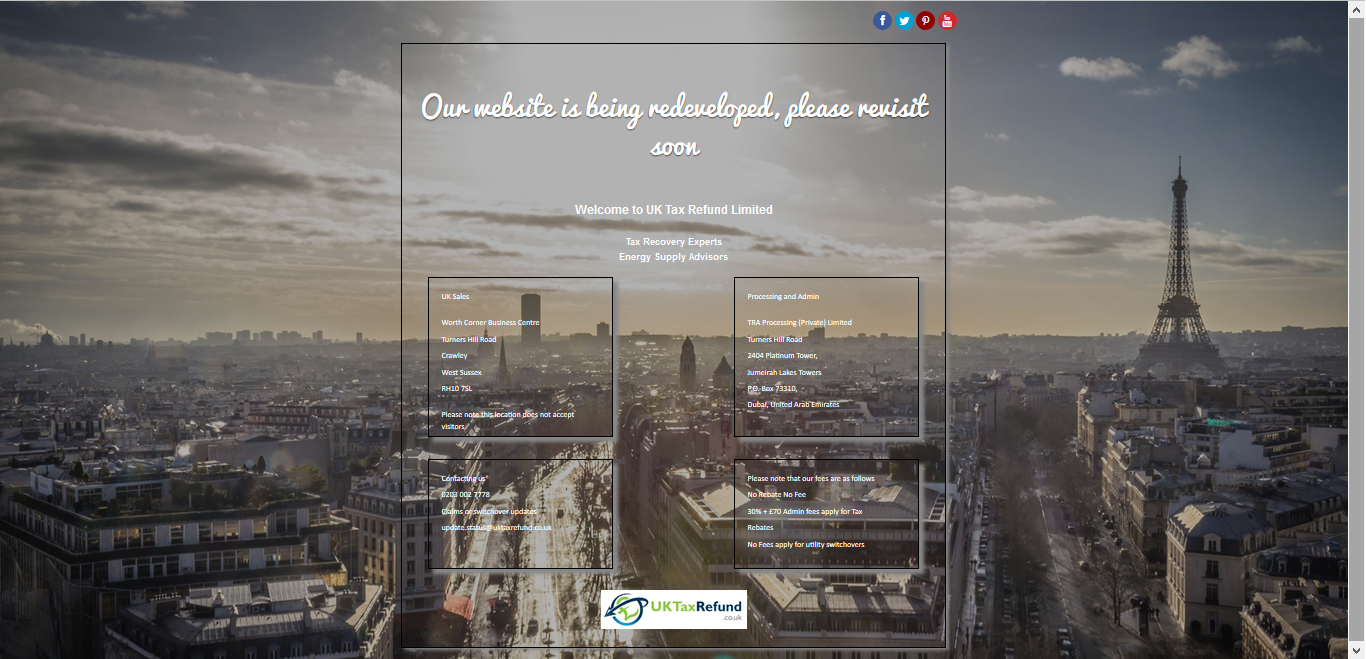 Our website is being redeveloped, please revisit
soon
Welcome to UK Tax Refund Limited
Tax Recovery Experts
Energy Supply Advisors
UK Sales
Worth Corner Business Centre
Turners Hill Road
Crawley
West Sussex
RH10 7SL
Please note this location does not accept
visitors.
Processing and Admin
TRA Processing (Private) Limited
Turners Hill Road
2404 Platinum Tower,
Jumeirah Lakes Towers
P.O. Box 73310,
Dubai, United Arab Emirates
Contacting us
0203 002 7778
Claims or switchover updates
update.status@uktaxrefund.co.uk
Please note that our fees are as follows
No Rebate No Fee
30% + £70 Admin fees apply for Tax
Rebates
No Fees apply for utility switchovers
UKTaxRefund
.co.uk